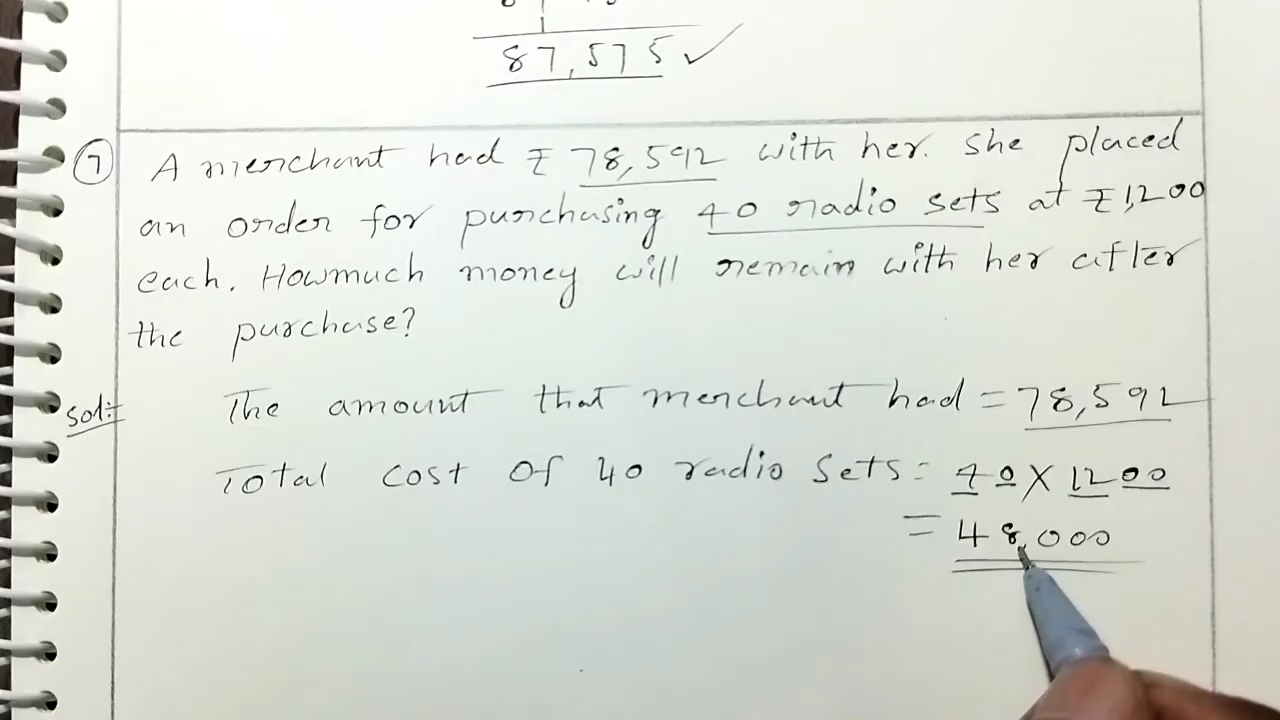 87,575 ✓
7 A merchant had ₹ 78,592 with her. She placed
an order for purchasing 40 radio sets at ₹1,200
each. Howmuch money will remain with her after
the purchase?
Sol:- The amount that merchant had = 78,592
Total cost of 40 radio sets = 40 X 1200
= 48,000